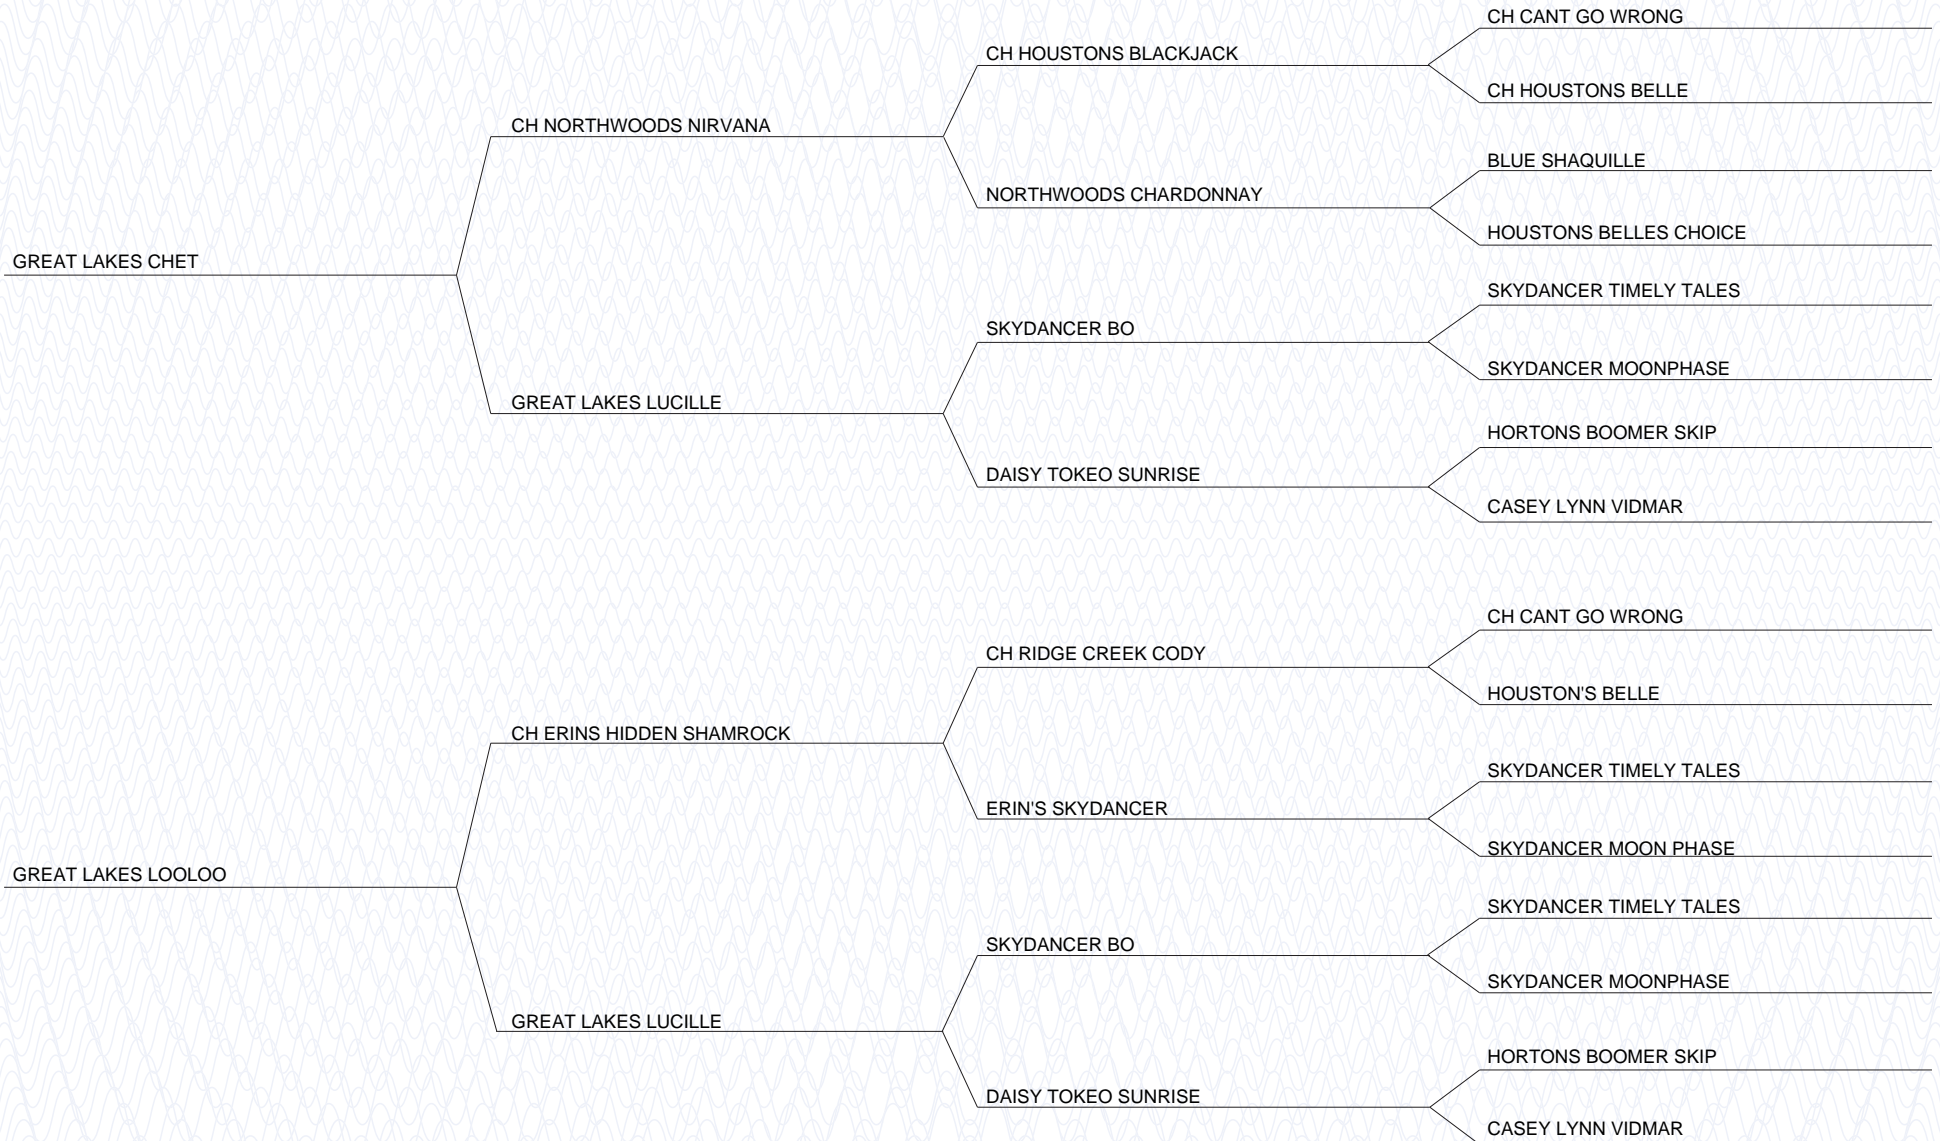 CH CANT GO WRONG
CH HOUSTONS BLACKJACK
CH HOUSTONS BELLE
CH NORTHWOODS NIRVANA
BLUE SHAQUILLE
NORTHWOODS CHARDONNAY
HOUSTONS BELLES CHOICE
GREAT LAKES CHET
SKYDANCER TIMELY TALES
SKYDANCER BO
SKYDANCER MOONPHASE
GREAT LAKES LUCILLE
HORTONS BOOMER SKIP
DAISY TOKEO SUNRISE
CASEY LYNN VIDMAR
CH CANT GO WRONG
CH RIDGE CREEK CODY
HOUSTON'S BELLE
CH ERINS HIDDEN SHAMROCK
SKYDANCER TIMELY TALES
ERIN'S SKYDANCER
SKYDANCER MOON PHASE
GREAT LAKES LOOLOO
SKYDANCER TIMELY TALES
SKYDANCER BO
SKYDANCER MOONPHASE
GREAT LAKES LUCILLE
HORTONS BOOMER SKIP
DAISY TOKEO SUNRISE
CASEY LYNN VIDMAR